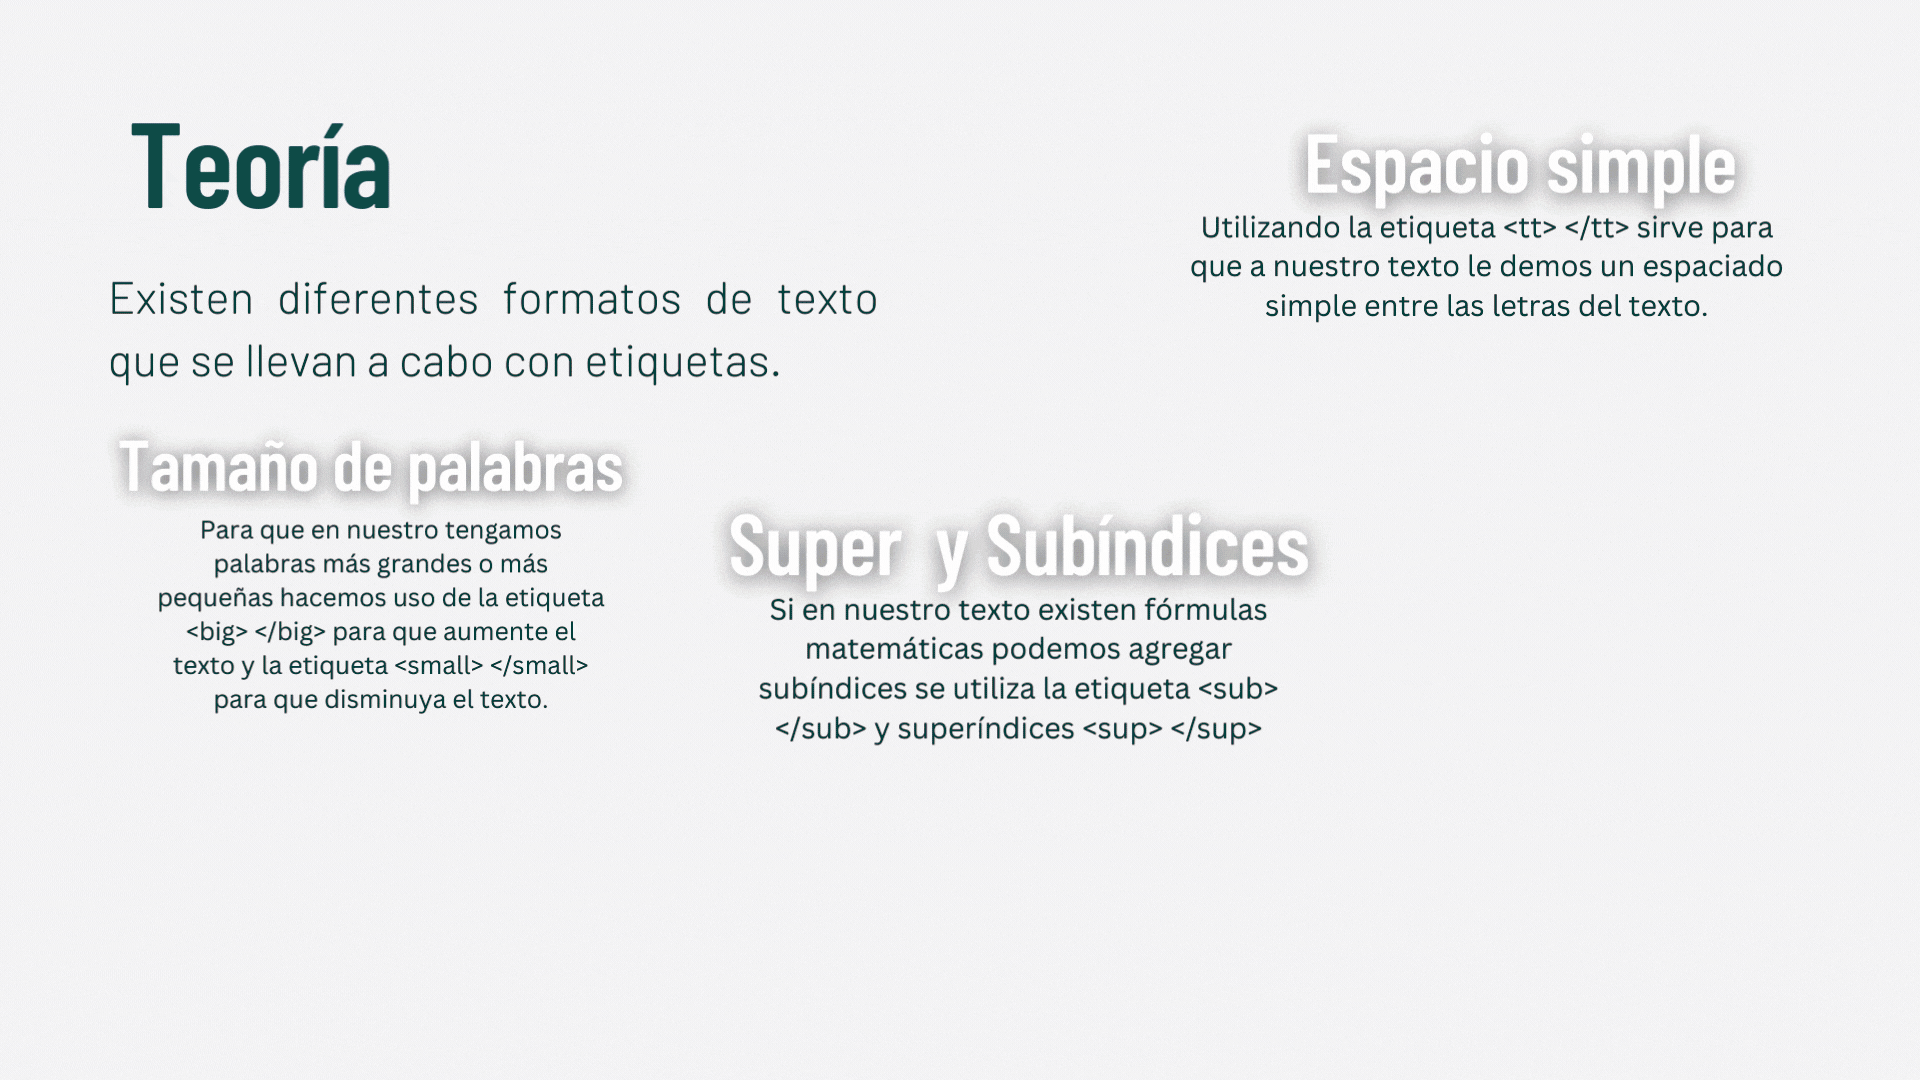 Teoría
Existen diferentes formatos de texto
que se llevan a cabo con etiquetas.
Tamaño de palabras
Para que en nuestro tengamos
palabras más grandes o más
pequeñas hacemos uso de la etiqueta
<big> </big> para que aumente el
texto y la etiqueta <small> </small>
para que disminuya el texto.
Super y Subíndices
Si en nuestro texto existen fórmulas
matemáticas podemos agregar
subíndices se utiliza la etiqueta <sub>
</sub> y superíndices <sup> </sup>
Espacio simple
Utilizando la etiqueta <tt> </tt> sirve para
que a nuestro texto le demos un espaciado
simple entre las letras del texto.